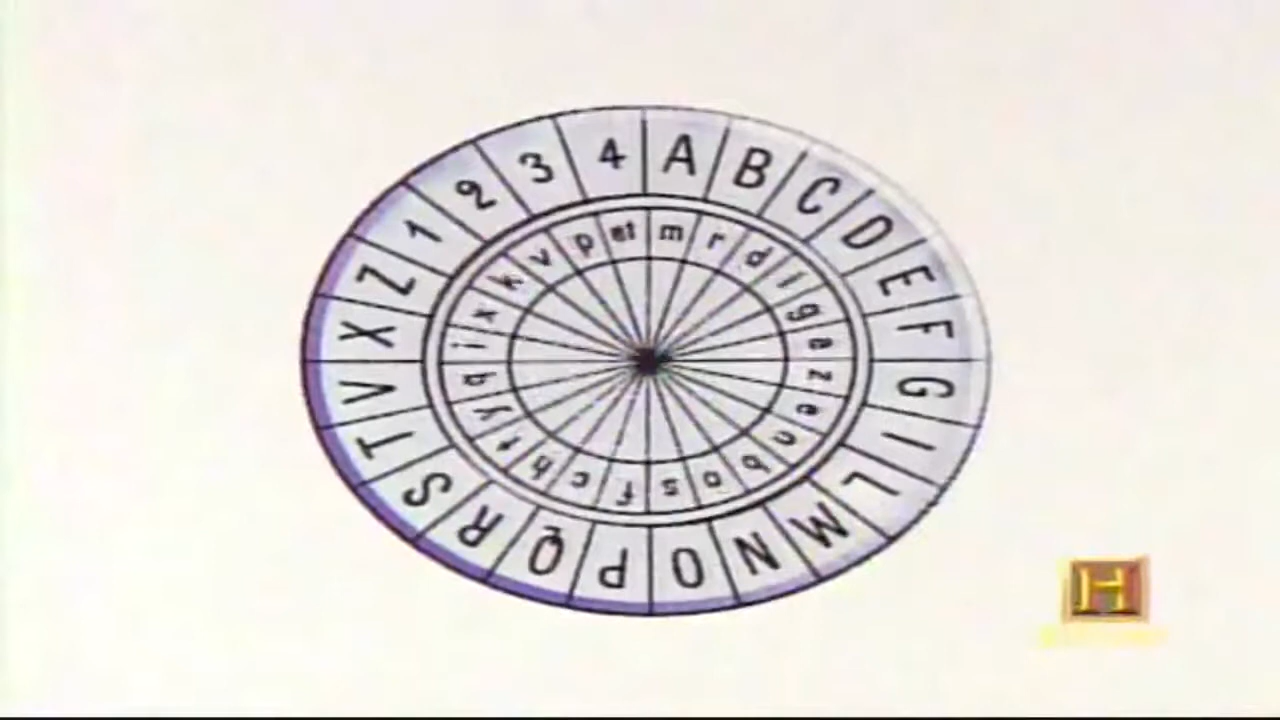 A B C D E F G I L M N O P Q R S T V X Z 1 2 3 4
m r d l g a z e n b o s f c h t y q i x k v p et
H